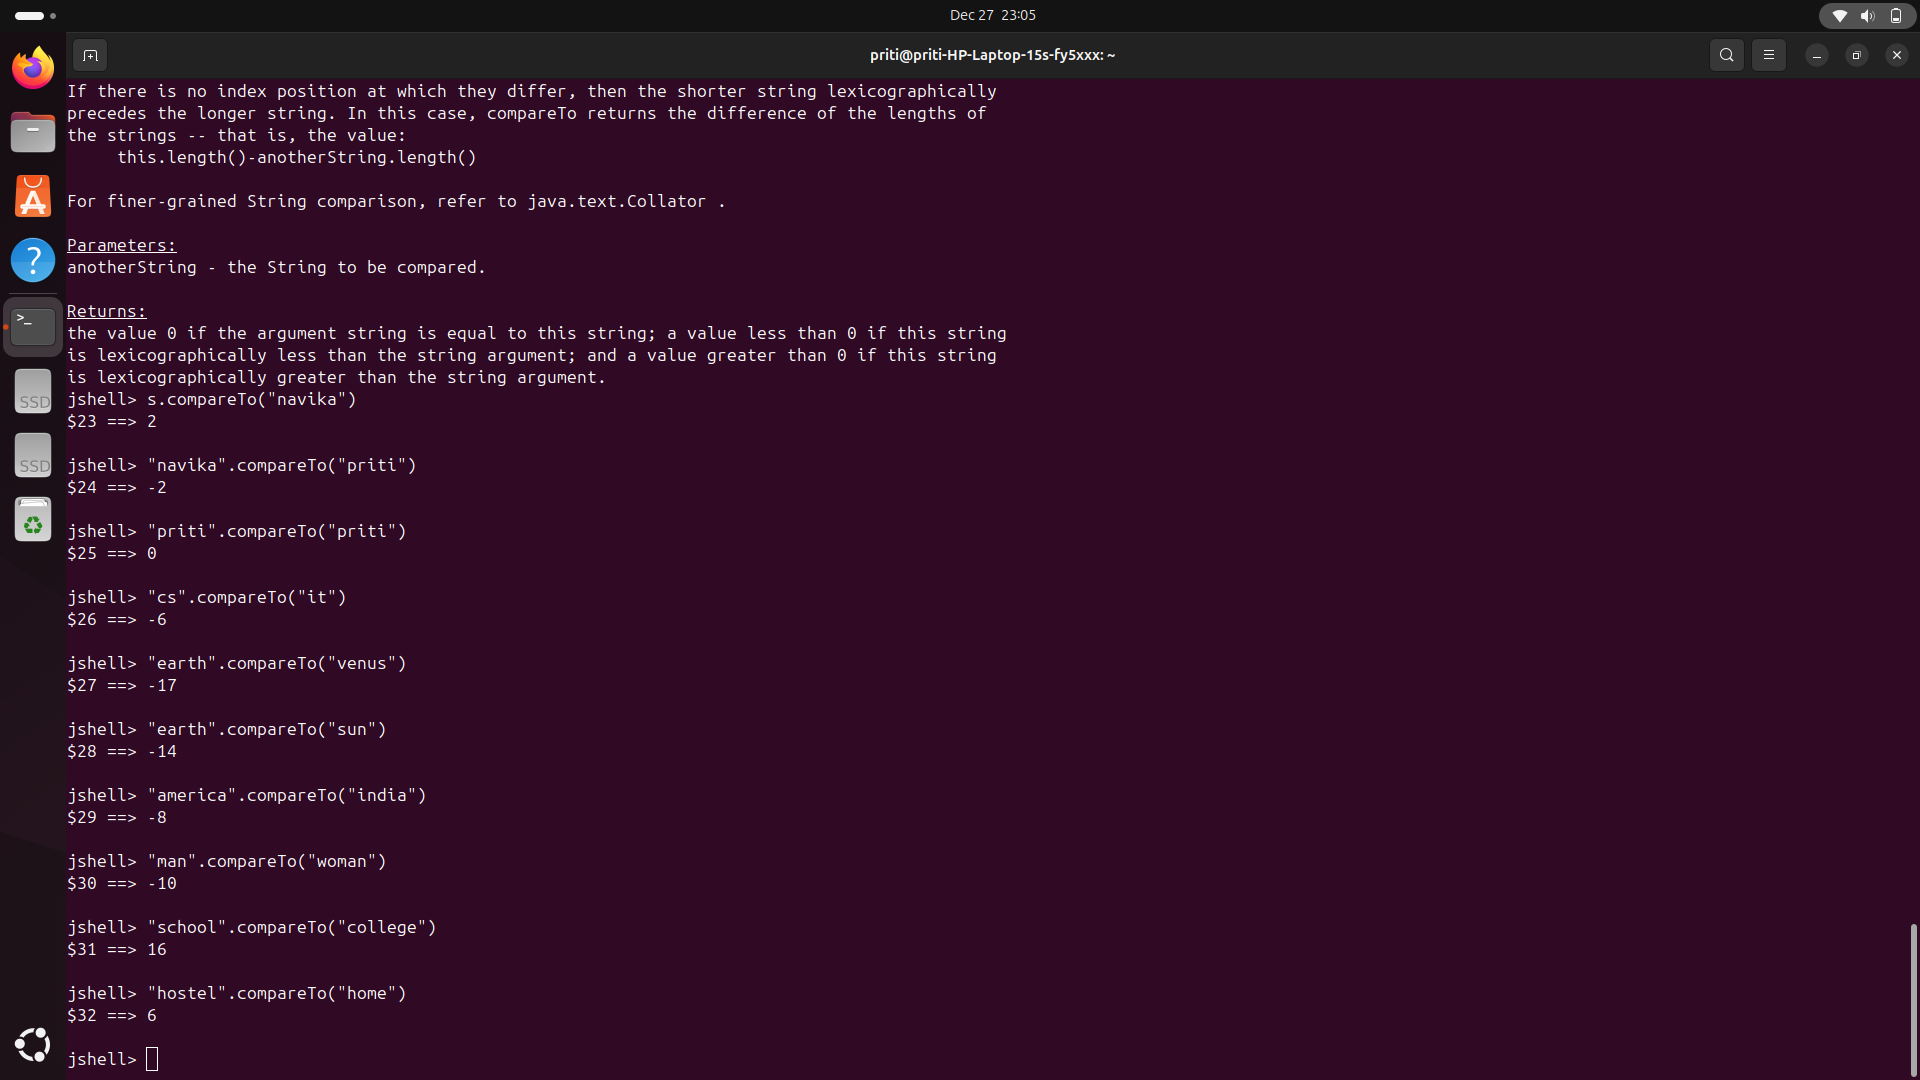 Dec 27 23:05
priti@priti-HP-Laptop-15s-fy5xxx: ~
If there is no index position at which they differ, then the shorter string lexicographically
precedes the longer string. In this case, compareTo returns the difference of the lengths of
the strings -- that is, the value:
     this.length()-anotherString.length()
For finer-grained String comparison, refer to java.text.Collator .
Parameters:
anotherString - the String to be compared.
Returns:
the value 0 if the argument string is equal to this string; a value less than 0 if this string
is lexicographically less than the string argument; and a value greater than 0 if this string
is lexicographically greater than the string argument.
jshell> s.compareTo("navika")
$23 ==> 2
jshell> "navika".compareTo("priti")
$24 ==> -2
jshell> "priti".compareTo("priti")
$25 ==> 0
jshell> "cs".compareTo("it")
$26 ==> -6
jshell> "earth".compareTo("venus")
$27 ==> -17
jshell> "earth".compareTo("sun")
$28 ==> -14
jshell> "america".compareTo("india")
$29 ==> -8
jshell> "man".compareTo("woman")
$30 ==> -10
jshell> "school".compareTo("college")
$31 ==> 16
jshell> "hostel".compareTo("home")
$32 ==> 6
jshell>
SSD
SSD